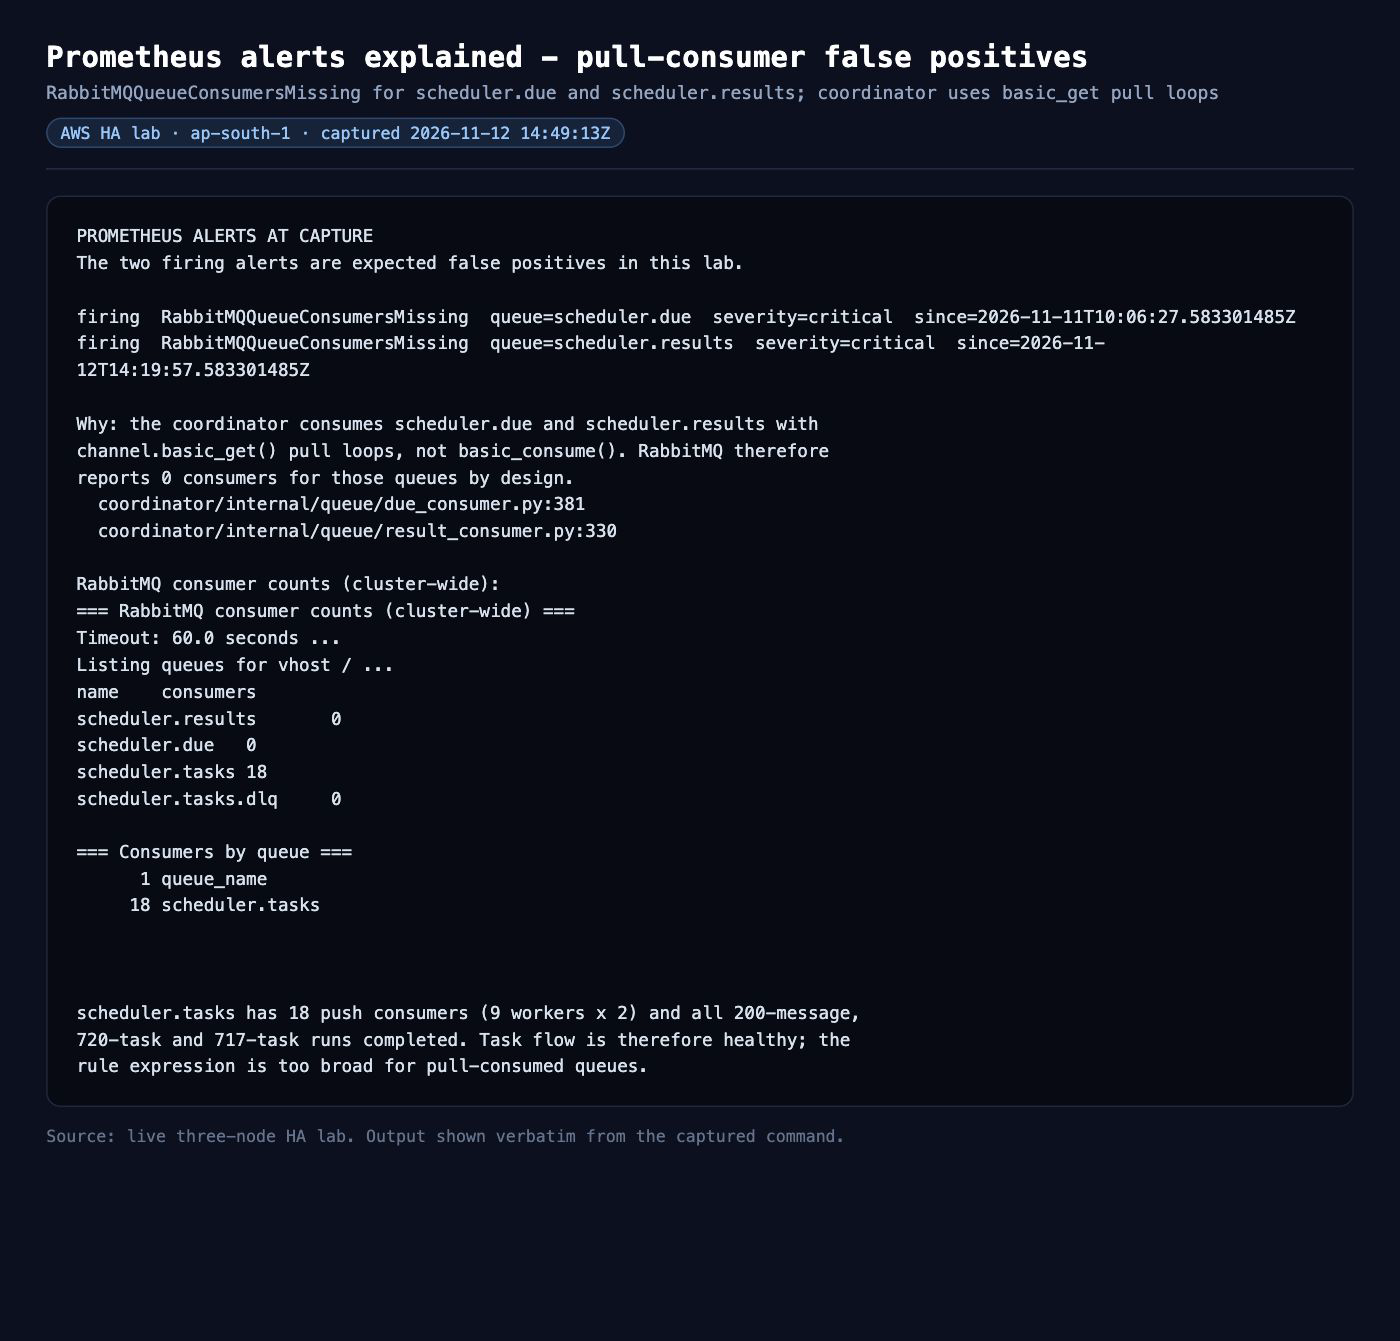 Prometheus alerts explained – pull-consumer false positives
RabbitMQQueueConsumersMissing for scheduler.due and scheduler.results; coordinator uses basic_get pull loops
AWS HA lab · ap-south-1 · captured 2026-11-12 14:49:13Z
PROMETHEUS ALERTS AT CAPTURE
The two firing alerts are expected false positives in this lab.
firing  RabbitMQQueueConsumersMissing  queue=scheduler.due  severity=critical  since=2026-11-11T10:06:27.583301485Z
firing  RabbitMQQueueConsumersMissing  queue=scheduler.results  severity=critical  since=2026-11-
12T14:19:57.583301485Z
Why: the coordinator consumes scheduler.due and scheduler.results with
channel.basic_get() pull loops, not basic_consume(). RabbitMQ therefore
reports 0 consumers for those queues by design.
  coordinator/internal/queue/due_consumer.py:381
  coordinator/internal/queue/result_consumer.py:330
RabbitMQ consumer counts (cluster-wide):
=== RabbitMQ consumer counts (cluster-wide) ===
Timeout: 60.0 seconds ...
Listing queues for vhost / ...
name    consumers
scheduler.results       0
scheduler.due   0
scheduler.tasks 18
scheduler.tasks.dlq     0
=== Consumers by queue ===
      1 queue_name
     18 scheduler.tasks
scheduler.tasks has 18 push consumers (9 workers x 2) and all 200-message,
720-task and 717-task runs completed. Task flow is therefore healthy; the
rule expression is too broad for pull-consumed queues.
Source: live three-node HA lab. Output shown verbatim from the captured command.